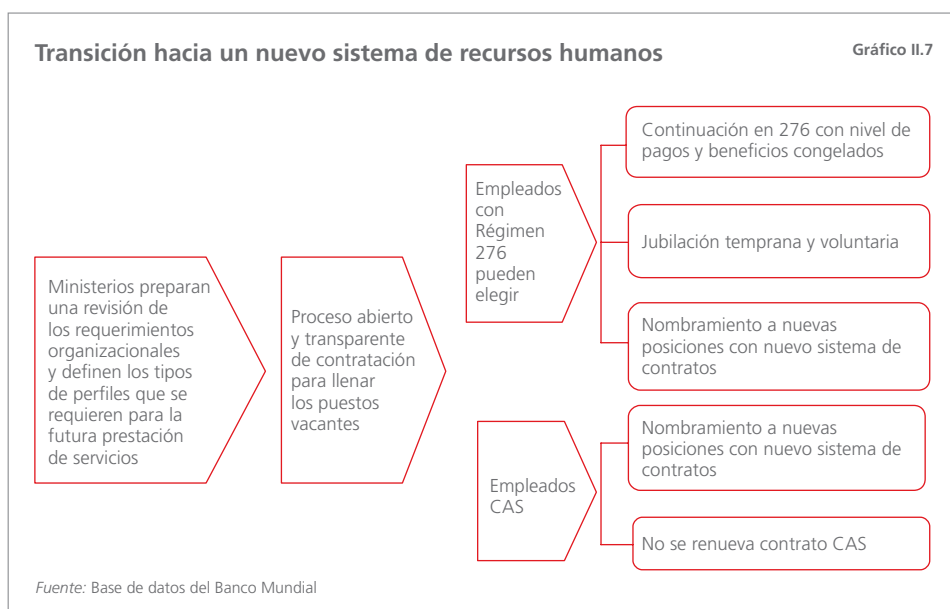 Transición hacia un nuevo sistema de recursos humanos
Gráfico II.7
Ministerios preparan
una revisión de
los requerimientos
organizacionales
y definen los tipos
de perfiles que se
requieren para la
futura prestación
de servicios
Proceso abierto
y transparente
de contratación
para llenar
los puestos
vacantes
Empleados
con
Régimen
276
pueden
elegir
Continuación en 276 con nivel de
pagos y beneficios congelados
Jubilación temprana y voluntaria
Nombramiento a nuevas
posiciones con nuevo sistema de
contratos
Empleados
CAS
Nombramiento a nuevas
posiciones con nuevo sistema de
contratos
No se renueva contrato CAS
Fuente: Base de datos del Banco Mundial